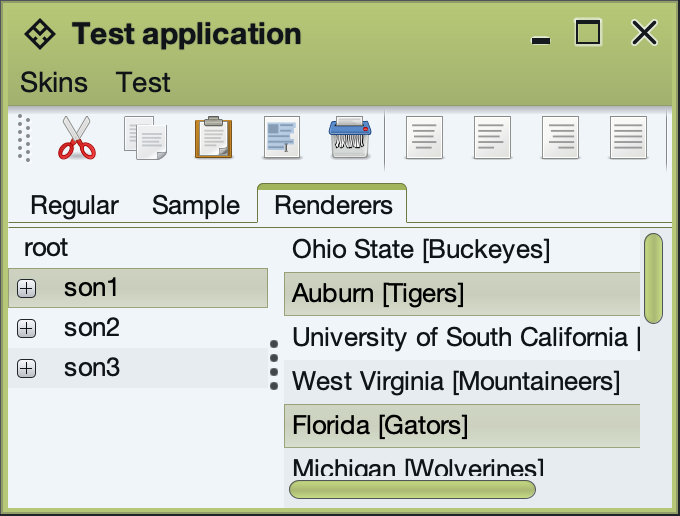 Test application
Skins Test
Regular Sample Renderers
root
son1
son2
son3
Ohio State [Buckeyes]
Auburn [Tigers]
University of South California [
West Virginia [Mountaineers]
Florida [Gators]
Michigan [Wolverines]